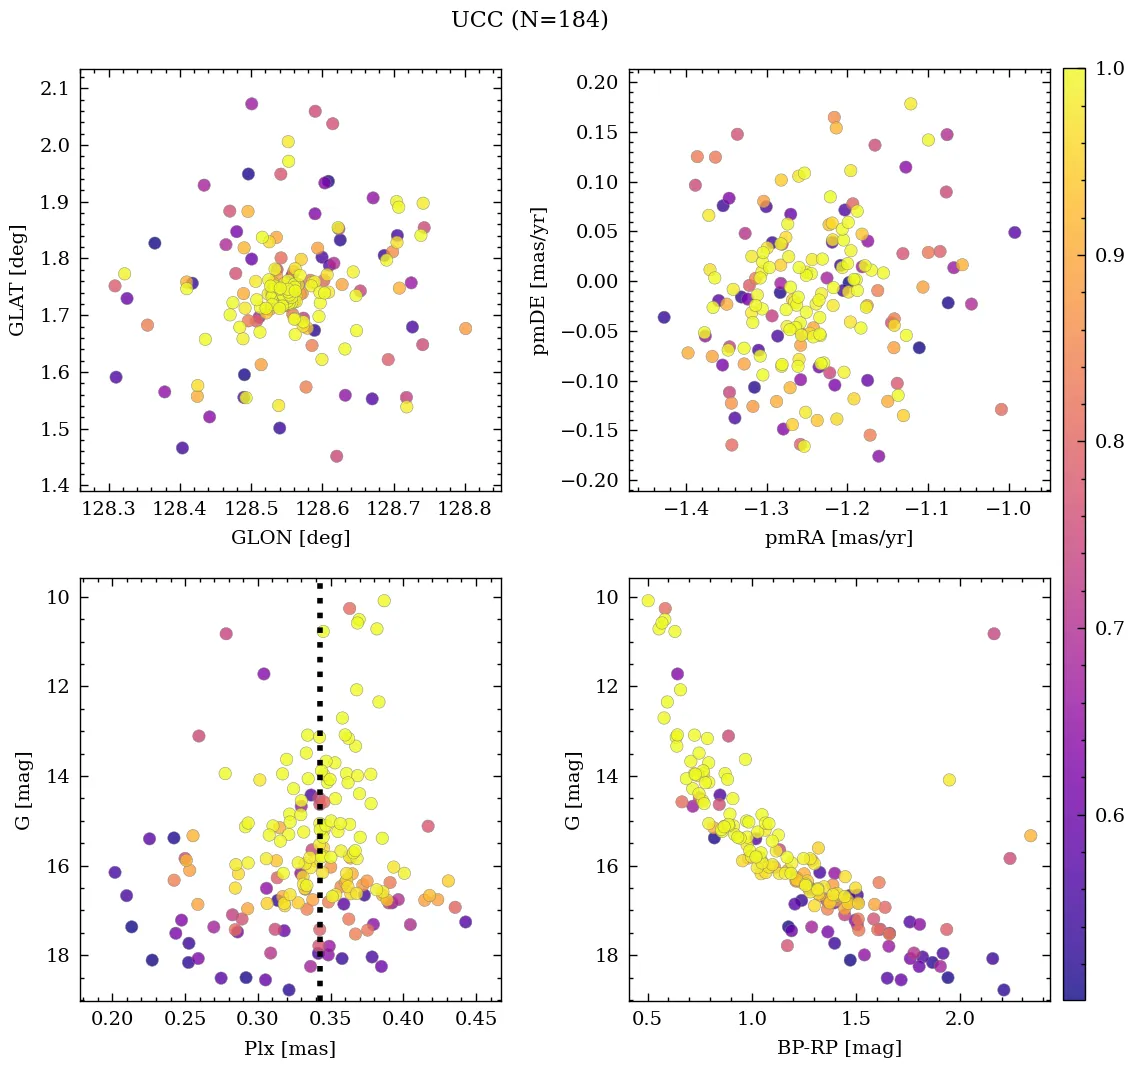 UCC (N=184)
2.1
2.0
1.9
1.8
1.7
1.6
1.5
1.4
GLAT [deg]
128.3 128.4 128.5 128.6 128.7 128.8
GLON [deg]
0.20
0.15
0.10
0.05
0.00
−0.05
−0.10
−0.15
−0.20
pmDE [mas/yr]
−1.4 −1.3 −1.2 −1.1 −1.0
pmRA [mas/yr]
1.0
0.9
0.8
0.7
0.6
10
12
14
16
18
G [mag]
0.20 0.25 0.30 0.35 0.40 0.45
Plx [mas]
10
12
14
16
18
G [mag]
0.5 1.0 1.5 2.0
BP-RP [mag]